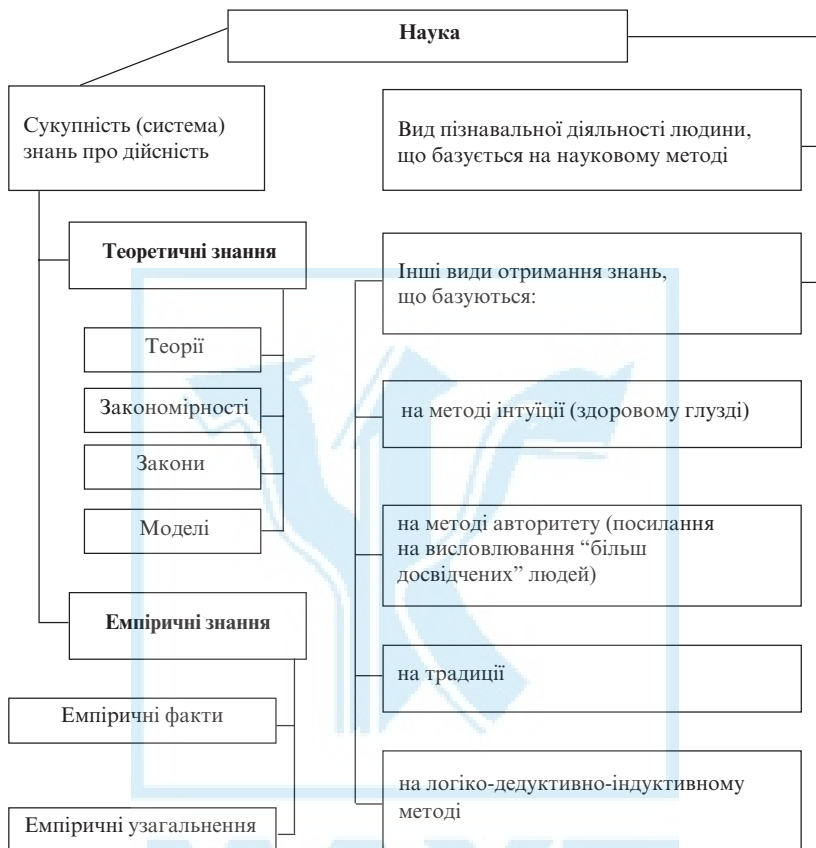 Наука
Сукупність (система)
знань про дійсність
Теоретичні знання
Теорії
Закономірності
Закони
Моделі
Емпіричні знання
Емпіричні факти
Емпіричні узагальнення
Вид пізнавальної діяльності людини,
що базується на науковому методі
Інші види отримання знань,
що базуються:
на методі інтуїції (здоровому глузді)
на методі авторитету (посилання
на висловлювання “більш
досвідчених” людей)
на традиції
на логіко-дедуктивно-індуктивному
методі